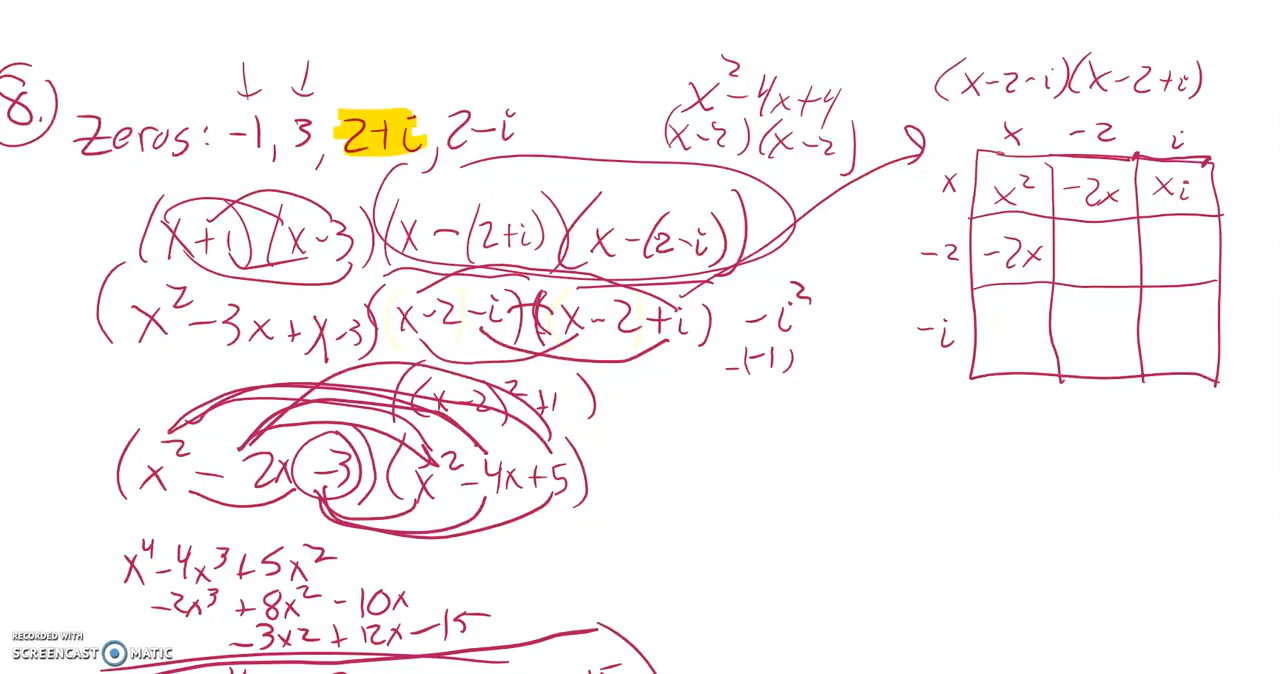 8.)
Zeros: -1, 3, 2+i, 2-i
(x+1)(x-3)(x-(2+i))(x-(2-i))
(x²-3x+x-3)(x-2-i)(x-2+i) -i²
-(-1)
((x-2)²+1)
(x²-2x-3)(x²-4x+5)
x⁴-4x³+5x²
-2x³+8x²-10x
-3x2+12x-15
x²-4x+4
(x-2)(x-2)
(x-2-i)(x-2+i)
x -2 i
x x² -2x xi
-2 -2x
-i
RECORDED WITH
SCREENCAST MATIC